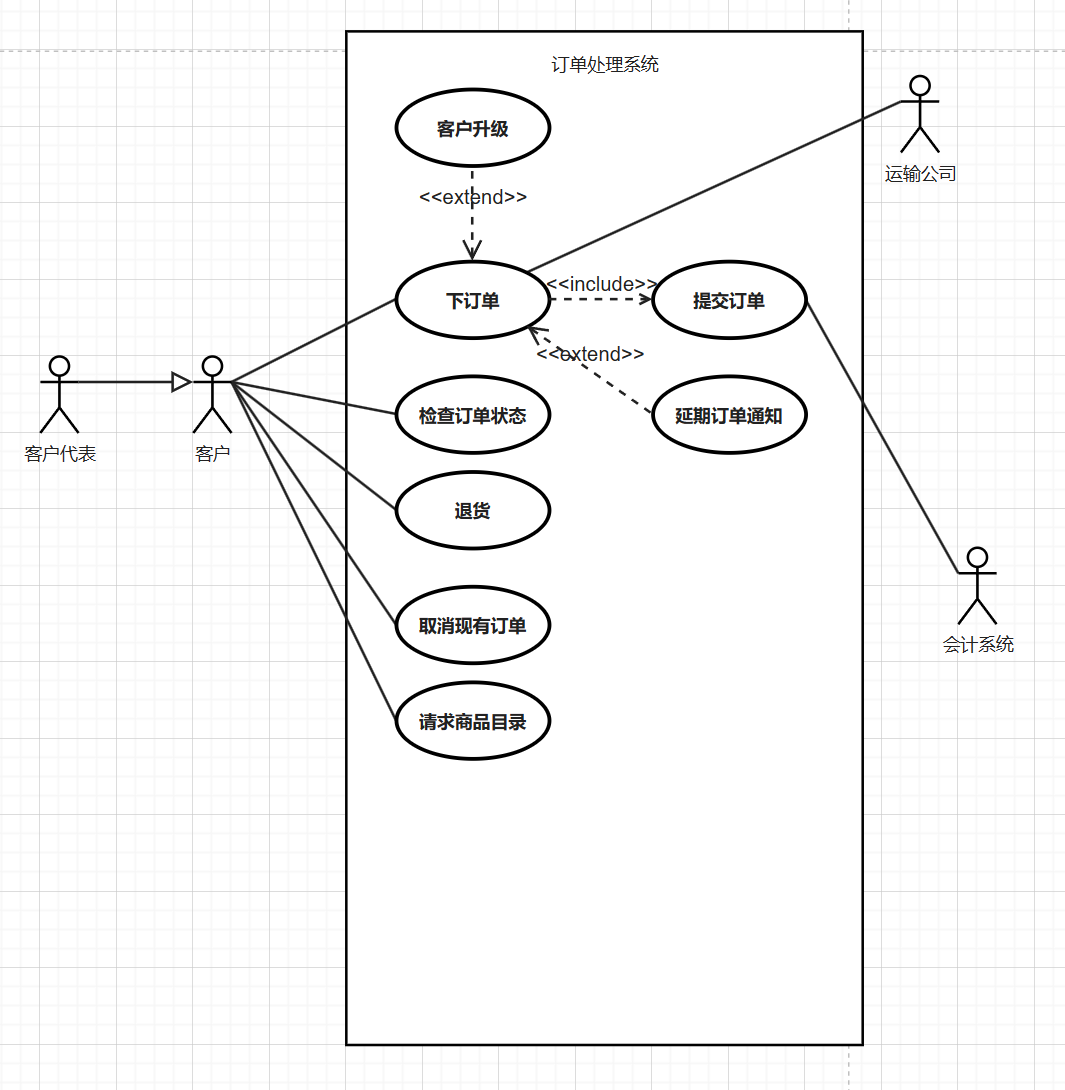 订单处理系统
客户升级
<<extend>>
运输公司
下订单
<<include>>
提交订单
<<extend>>
检查订单状态
延期订单通知
客户代表
客户
退货
取消现有订单
会计系统
请求商品目录